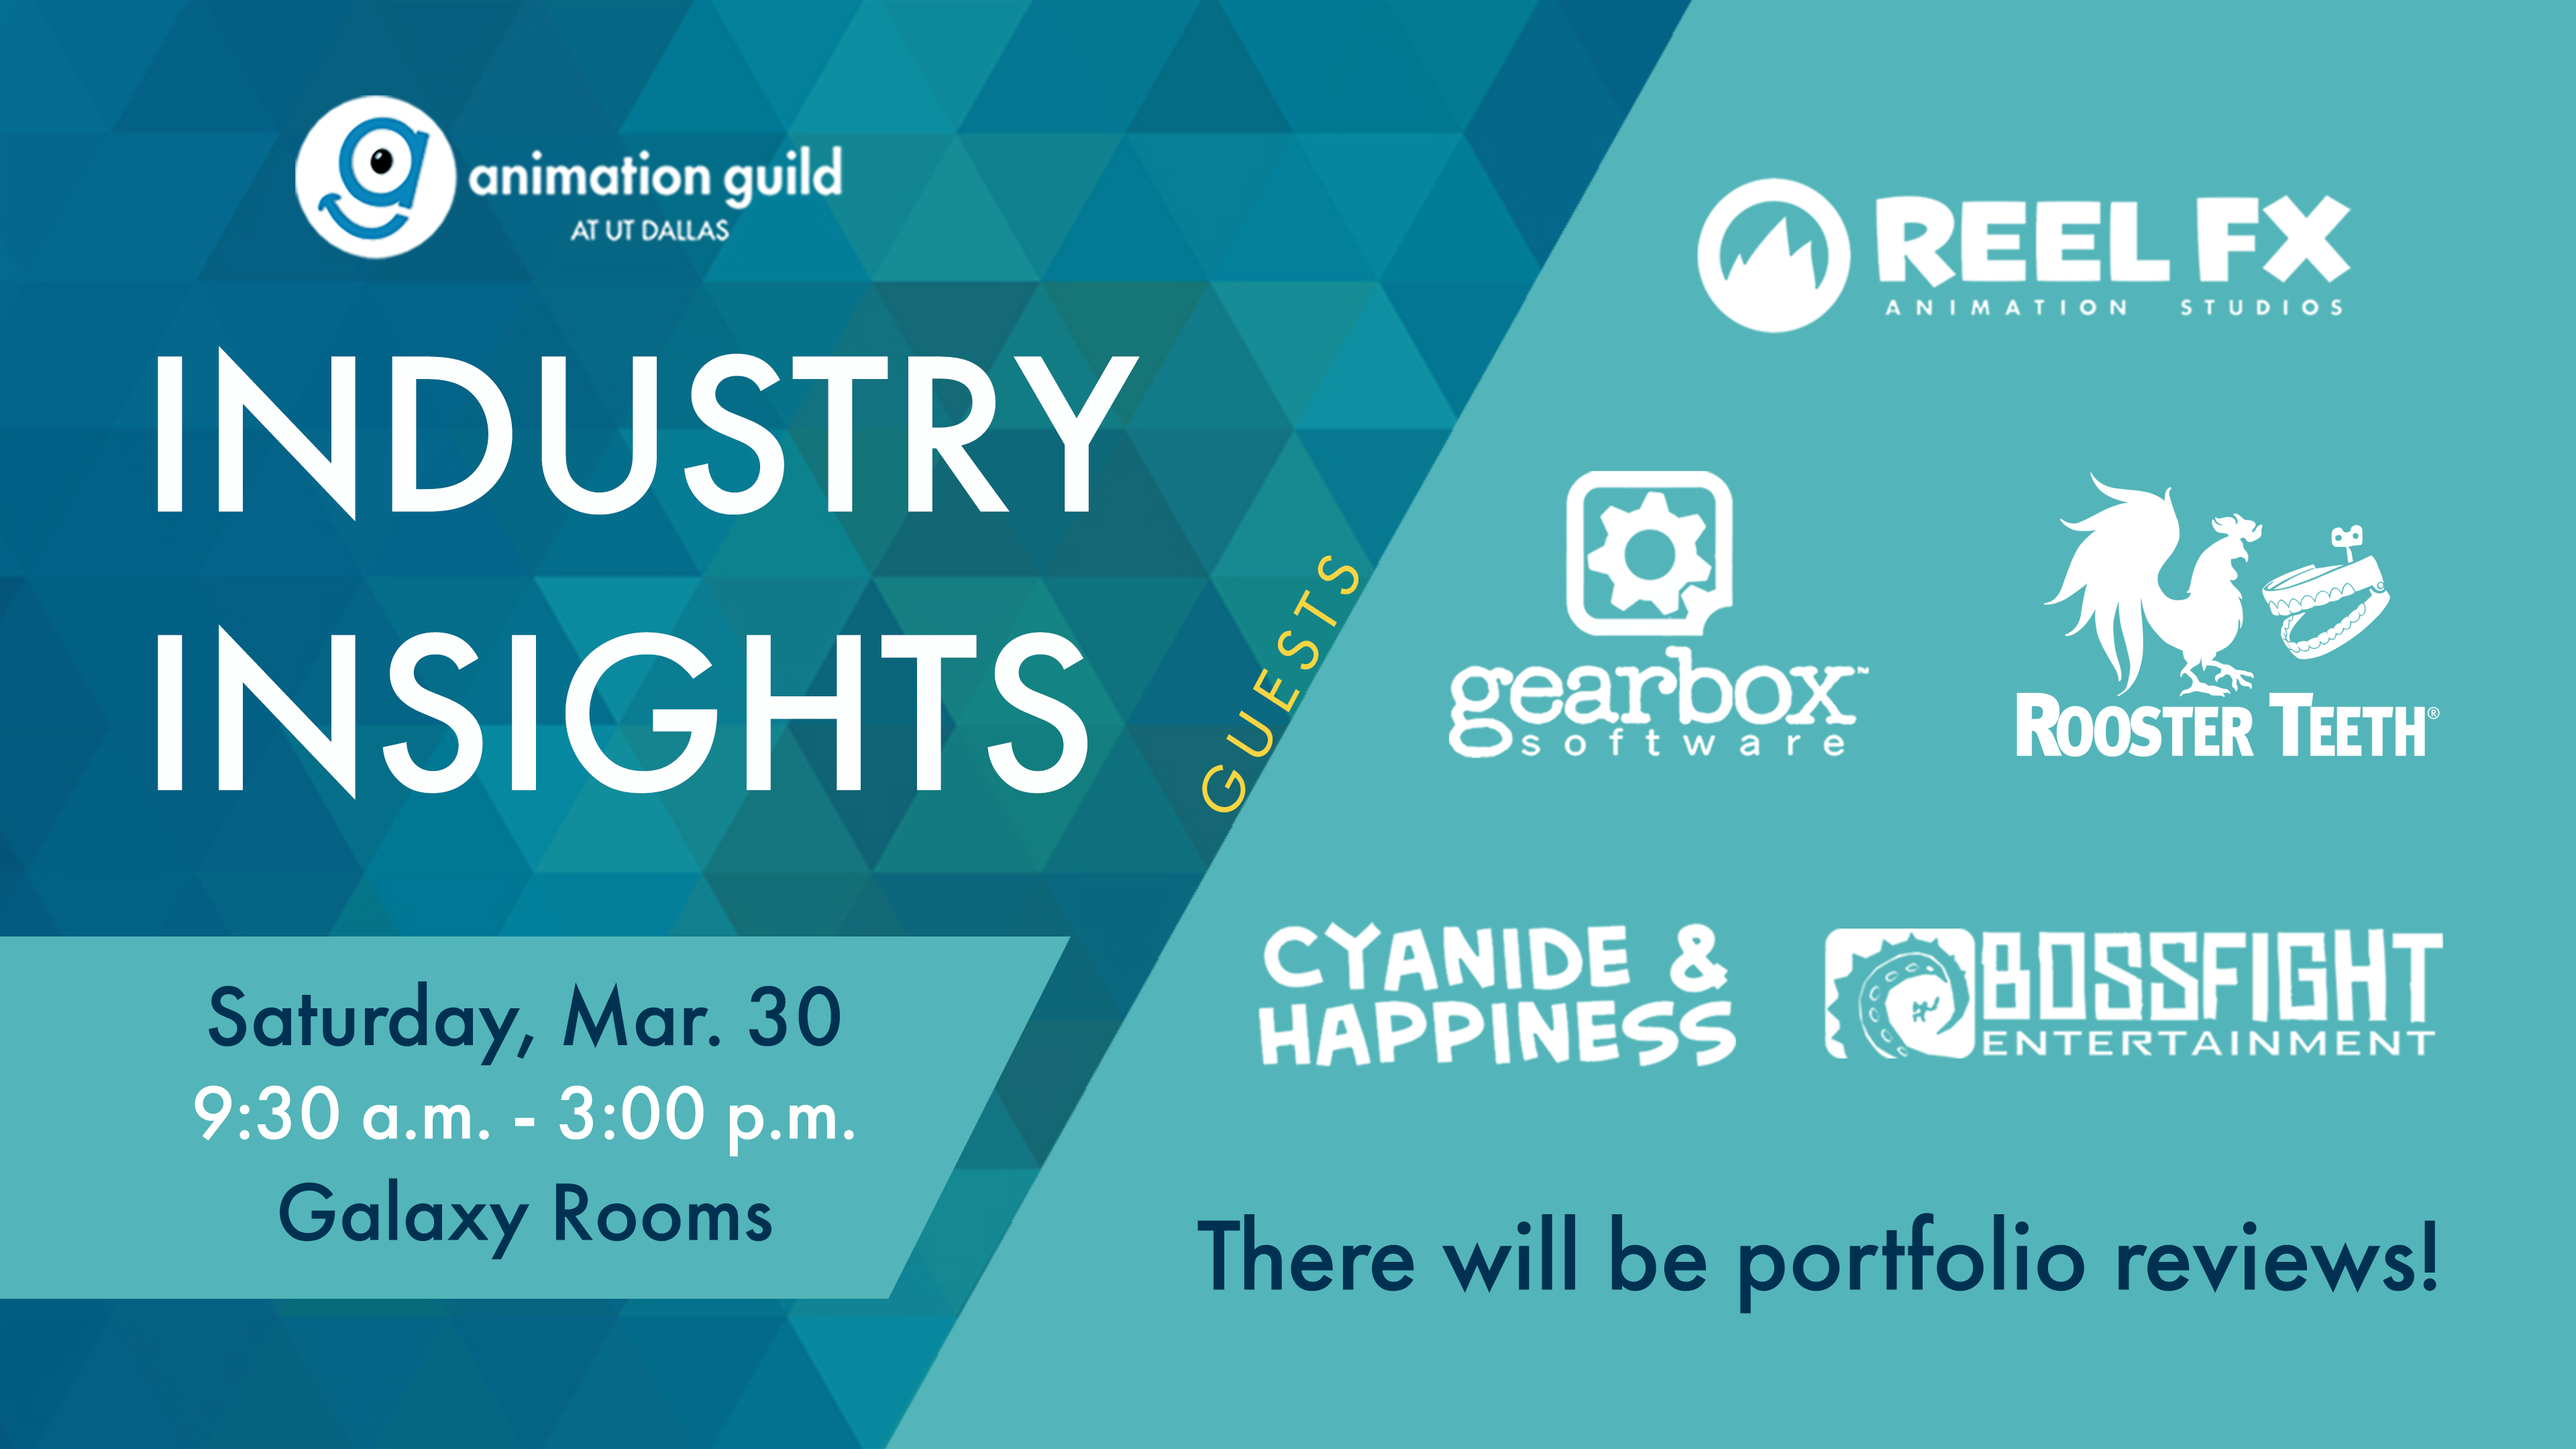 animation guild
AT UT DALLAS
INDUSTRY
INSIGHTS
Saturday, Mar. 30
9:30 a.m. - 3:00 p.m.
Galaxy Rooms
GUESTS
REEL FX
ANIMATION STUDIOS
gearbox™
software
ROOSTER TEETH®
CYANIDE &
HAPPINESS
BOSSFIGHT
ENTERTAINMENT
There will be portfolio reviews!